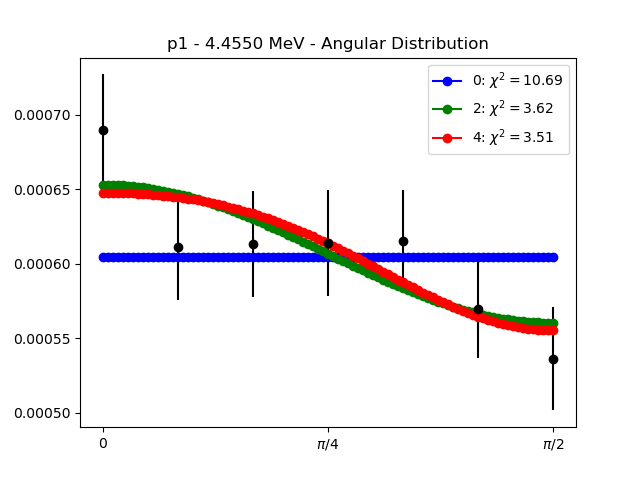 p1 - 4.4550 MeV - Angular Distribution
0: χ² = 10.69
2: χ² = 3.62
4: χ² = 3.51
0.00070
0.00065
0.00060
0.00055
0.00050
0
π/4
π/2